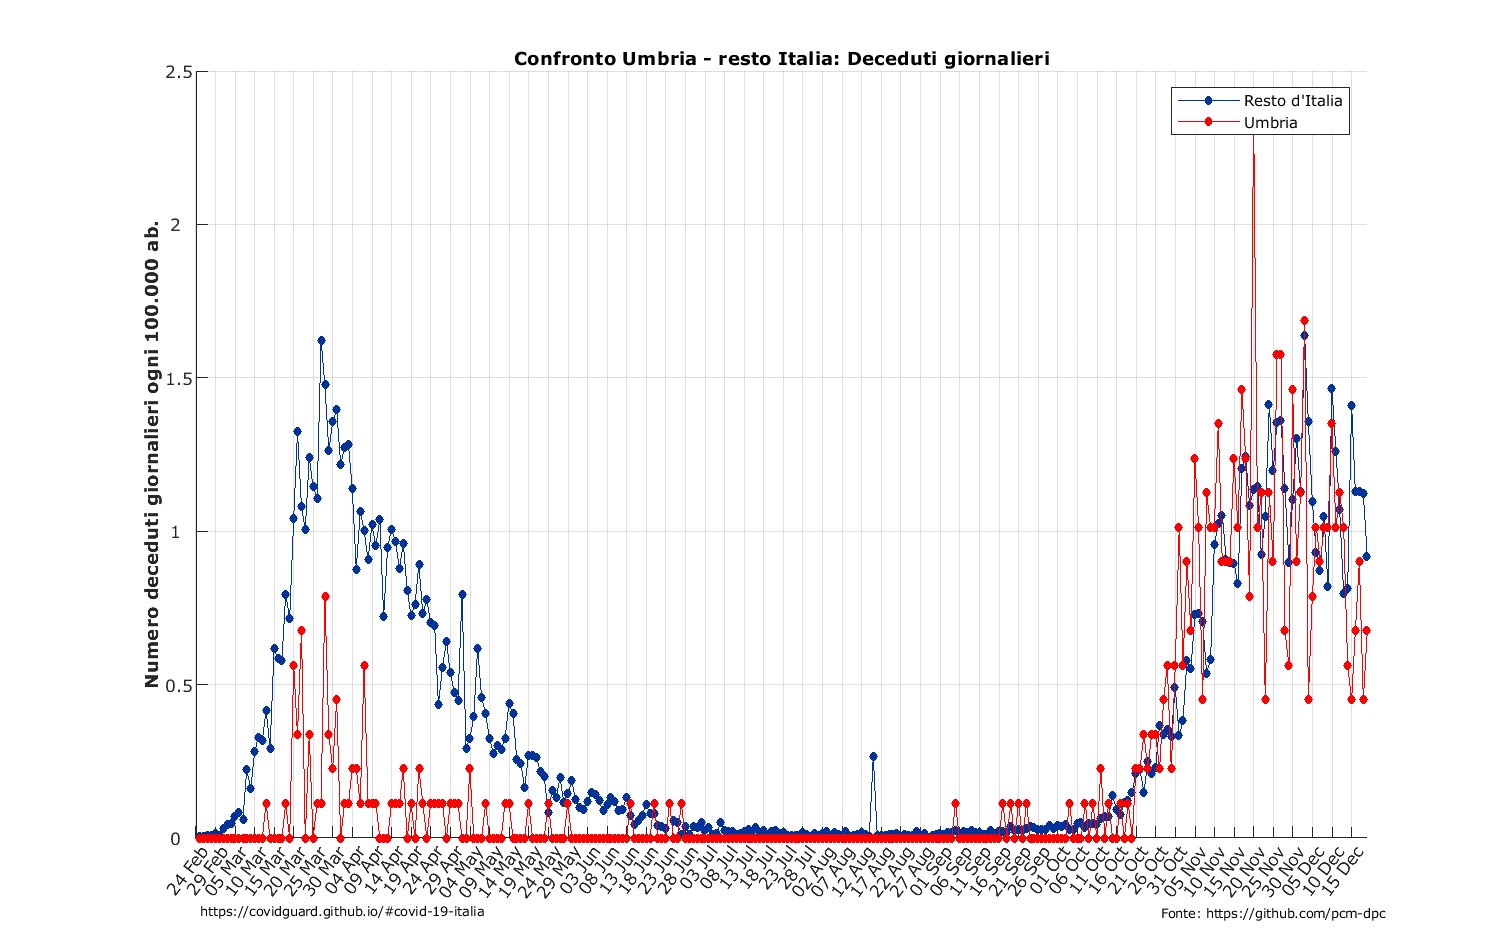 Confronto Umbria - resto Italia: Deceduti giornalieri
Resto d'Italia
Umbria
Numero deceduti giornalieri ogni 100.000 ab.
2.5
2
1.5
1
0.5
0
24 Feb
29 Feb
05 Mar
10 Mar
15 Mar
20 Mar
25 Mar
30 Mar
04 Apr
09 Apr
14 Apr
19 Apr
24 Apr
29 Apr
04 May
09 May
14 May
19 May
24 May
29 May
03 Jun
08 Jun
13 Jun
18 Jun
23 Jun
28 Jun
03 Jul
08 Jul
13 Jul
18 Jul
23 Jul
28 Jul
02 Aug
07 Aug
12 Aug
17 Aug
22 Aug
27 Aug
01 Sep
06 Sep
11 Sep
16 Sep
21 Sep
26 Sep
01 Oct
06 Oct
11 Oct
16 Oct
21 Oct
26 Oct
31 Oct
05 Nov
10 Nov
15 Nov
20 Nov
25 Nov
30 Nov
05 Dec
10 Dec
15 Dec
https://covidguard.github.io/#covid-19-italia
Fonte: https://github.com/pcm-dpc